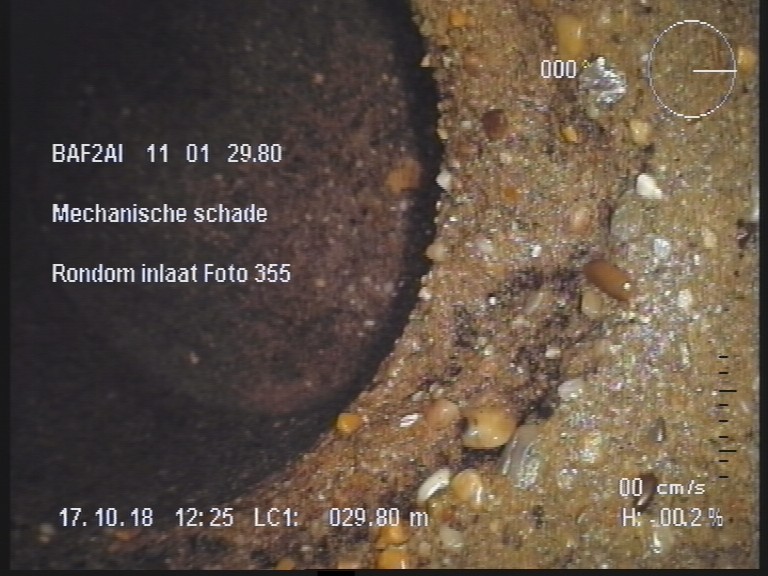 000°
BAF2AI 11 01 29.80
Mechanische schade
Rondom inlaat Foto 355
00 cm/s
17.10.18 12:25 LC1: 029.80 m H: -00.2 %